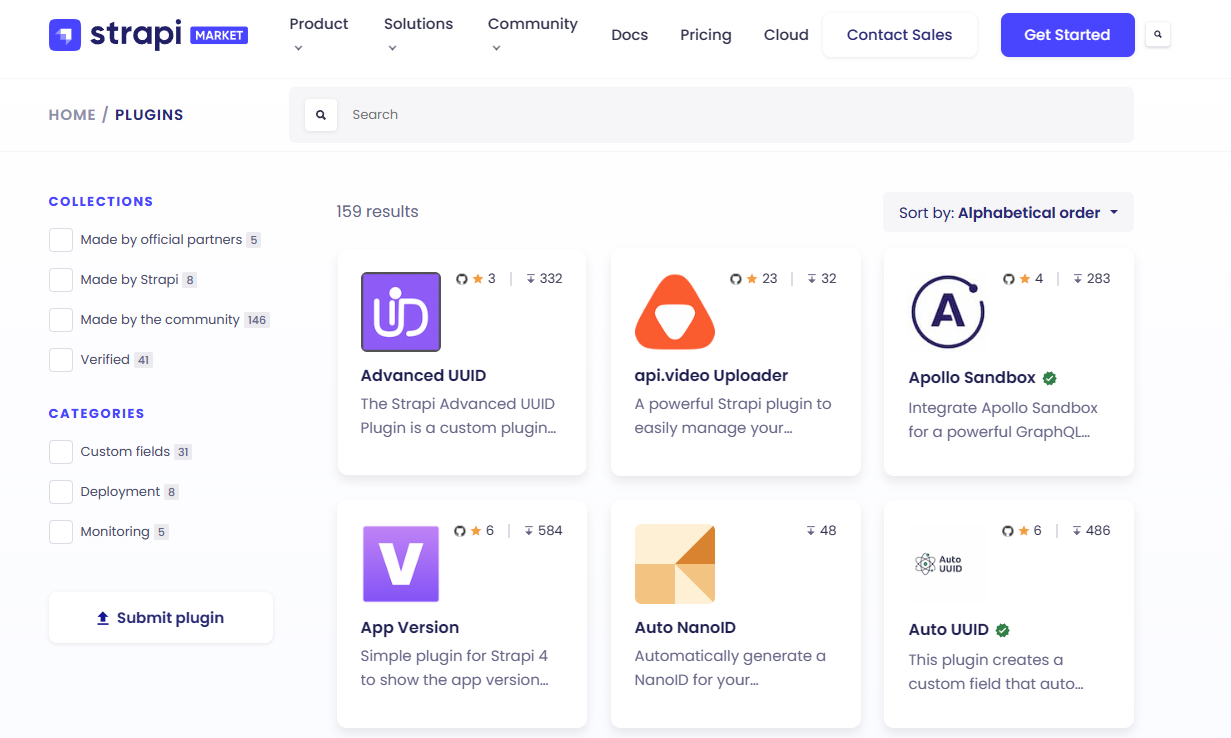 strapi MARKET
Product
Solutions
Community
Docs
Pricing
Cloud
Contact Sales
Get Started
HOME / PLUGINS
Search
COLLECTIONS
Made by official partners 5
Made by Strapi 8
Made by the community 146
Verified 41
CATEGORIES
Custom fields 31
Deployment 8
Monitoring 5
Submit plugin
159 results
Sort by: Alphabetical order
UID
3
332
Advanced UUID
The Strapi Advanced UUID
Plugin is a custom plugin…
23
32
api.video Uploader
A powerful Strapi plugin to
easily manage your…
A
4
283
Apollo Sandbox
Integrate Apollo Sandbox
for a powerful GraphQL…
V
6
584
App Version
Simple plugin for Strapi 4
to show the app version…
48
Auto NanoID
Automatically generate a
NanoID for your…
Auto
UUID
6
486
Auto UUID
This plugin creates a
custom field that auto…